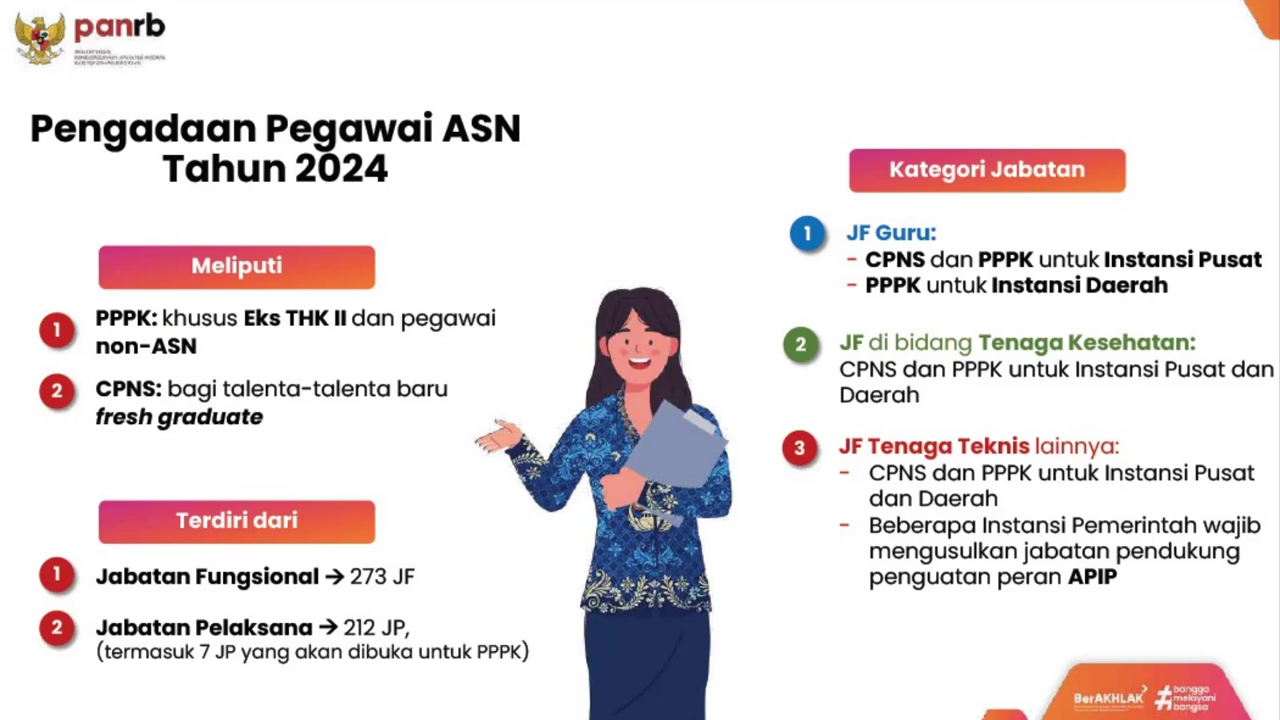 panrb
Pengadaan Pegawai ASN
Tahun 2024
Meliputi
1
PPPK: khusus Eks THK II dan pegawai
non-ASN
2
CPNS: bagi talenta-talenta baru
fresh graduate
Terdiri dari
1
Jabatan Fungsional → 273 JF
2
Jabatan Pelaksana → 212 JP,
(termasuk 7 JP yang akan dibuka untuk PPPK)
Kategori Jabatan
1
JF Guru:
- CPNS dan PPPK untuk Instansi Pusat
- PPPK untuk Instansi Daerah
2
JF di bidang Tenaga Kesehatan:
CPNS dan PPPK untuk Instansi Pusat dan
Daerah
3
JF Tenaga Teknis lainnya:
- CPNS dan PPPK untuk Instansi Pusat
dan Daerah
- Beberapa Instansi Pemerintah wajib
mengusulkan jabatan pendukung
penguatan peran APIP
BerAKHLAK
#bangga
melayani
bangsa